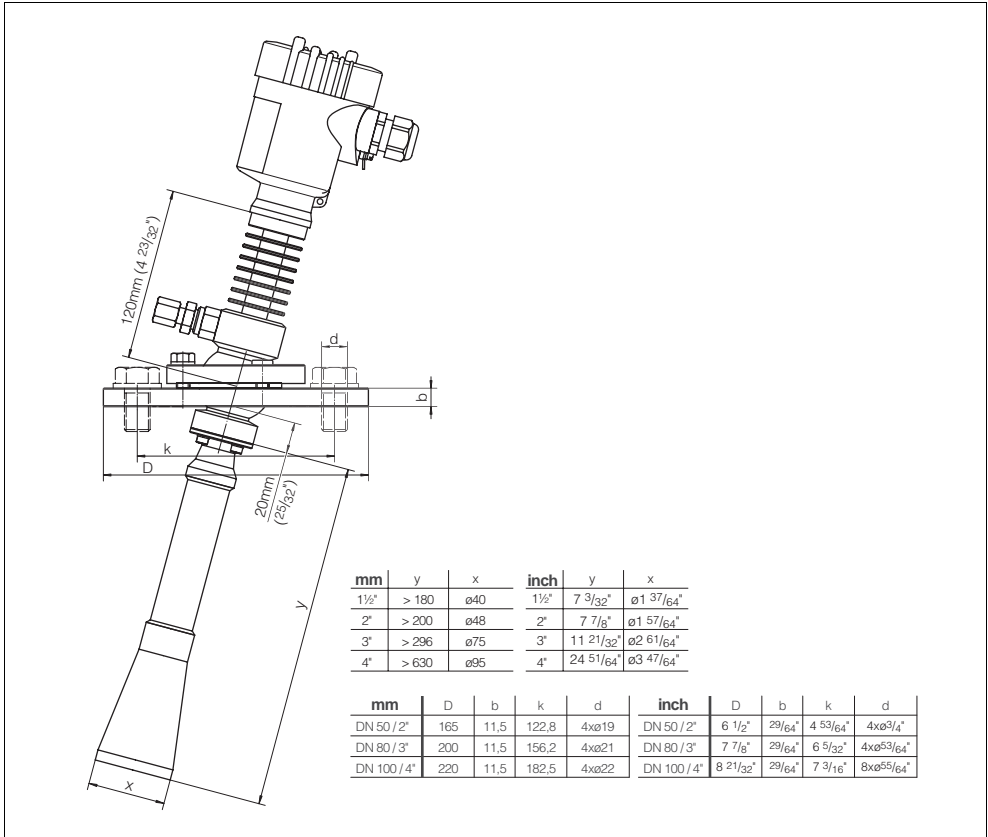 120mm (4 23/32")
d
b
k
D
20mm
(25/32")
y
x
mm y x
1½" > 180 ø40
2" > 200 ø48
3" > 296 ø75
4" > 630 ø95
inch y x
1½" 7 3/32" ø1 37/64"
2" 7 7/8" ø1 57/64"
3" 11 21/32" ø2 61/64"
4" 24 51/64" ø3 47/64"
mm D b k d
DN 50 / 2" 165 11,5 122,8 4xø19
DN 80 / 3" 200 11,5 156,2 4xø21
DN 100 / 4" 220 11,5 182,5 4xø22
inch D b k d
DN 50 / 2" 6 1/2" 29/64" 4 53/64" 4xø3/4"
DN 80 / 3" 7 7/8" 29/64" 6 5/32" 4xø53/64"
DN 100 / 4" 8 21/32" 29/64" 7 3/16" 8xø55/64"